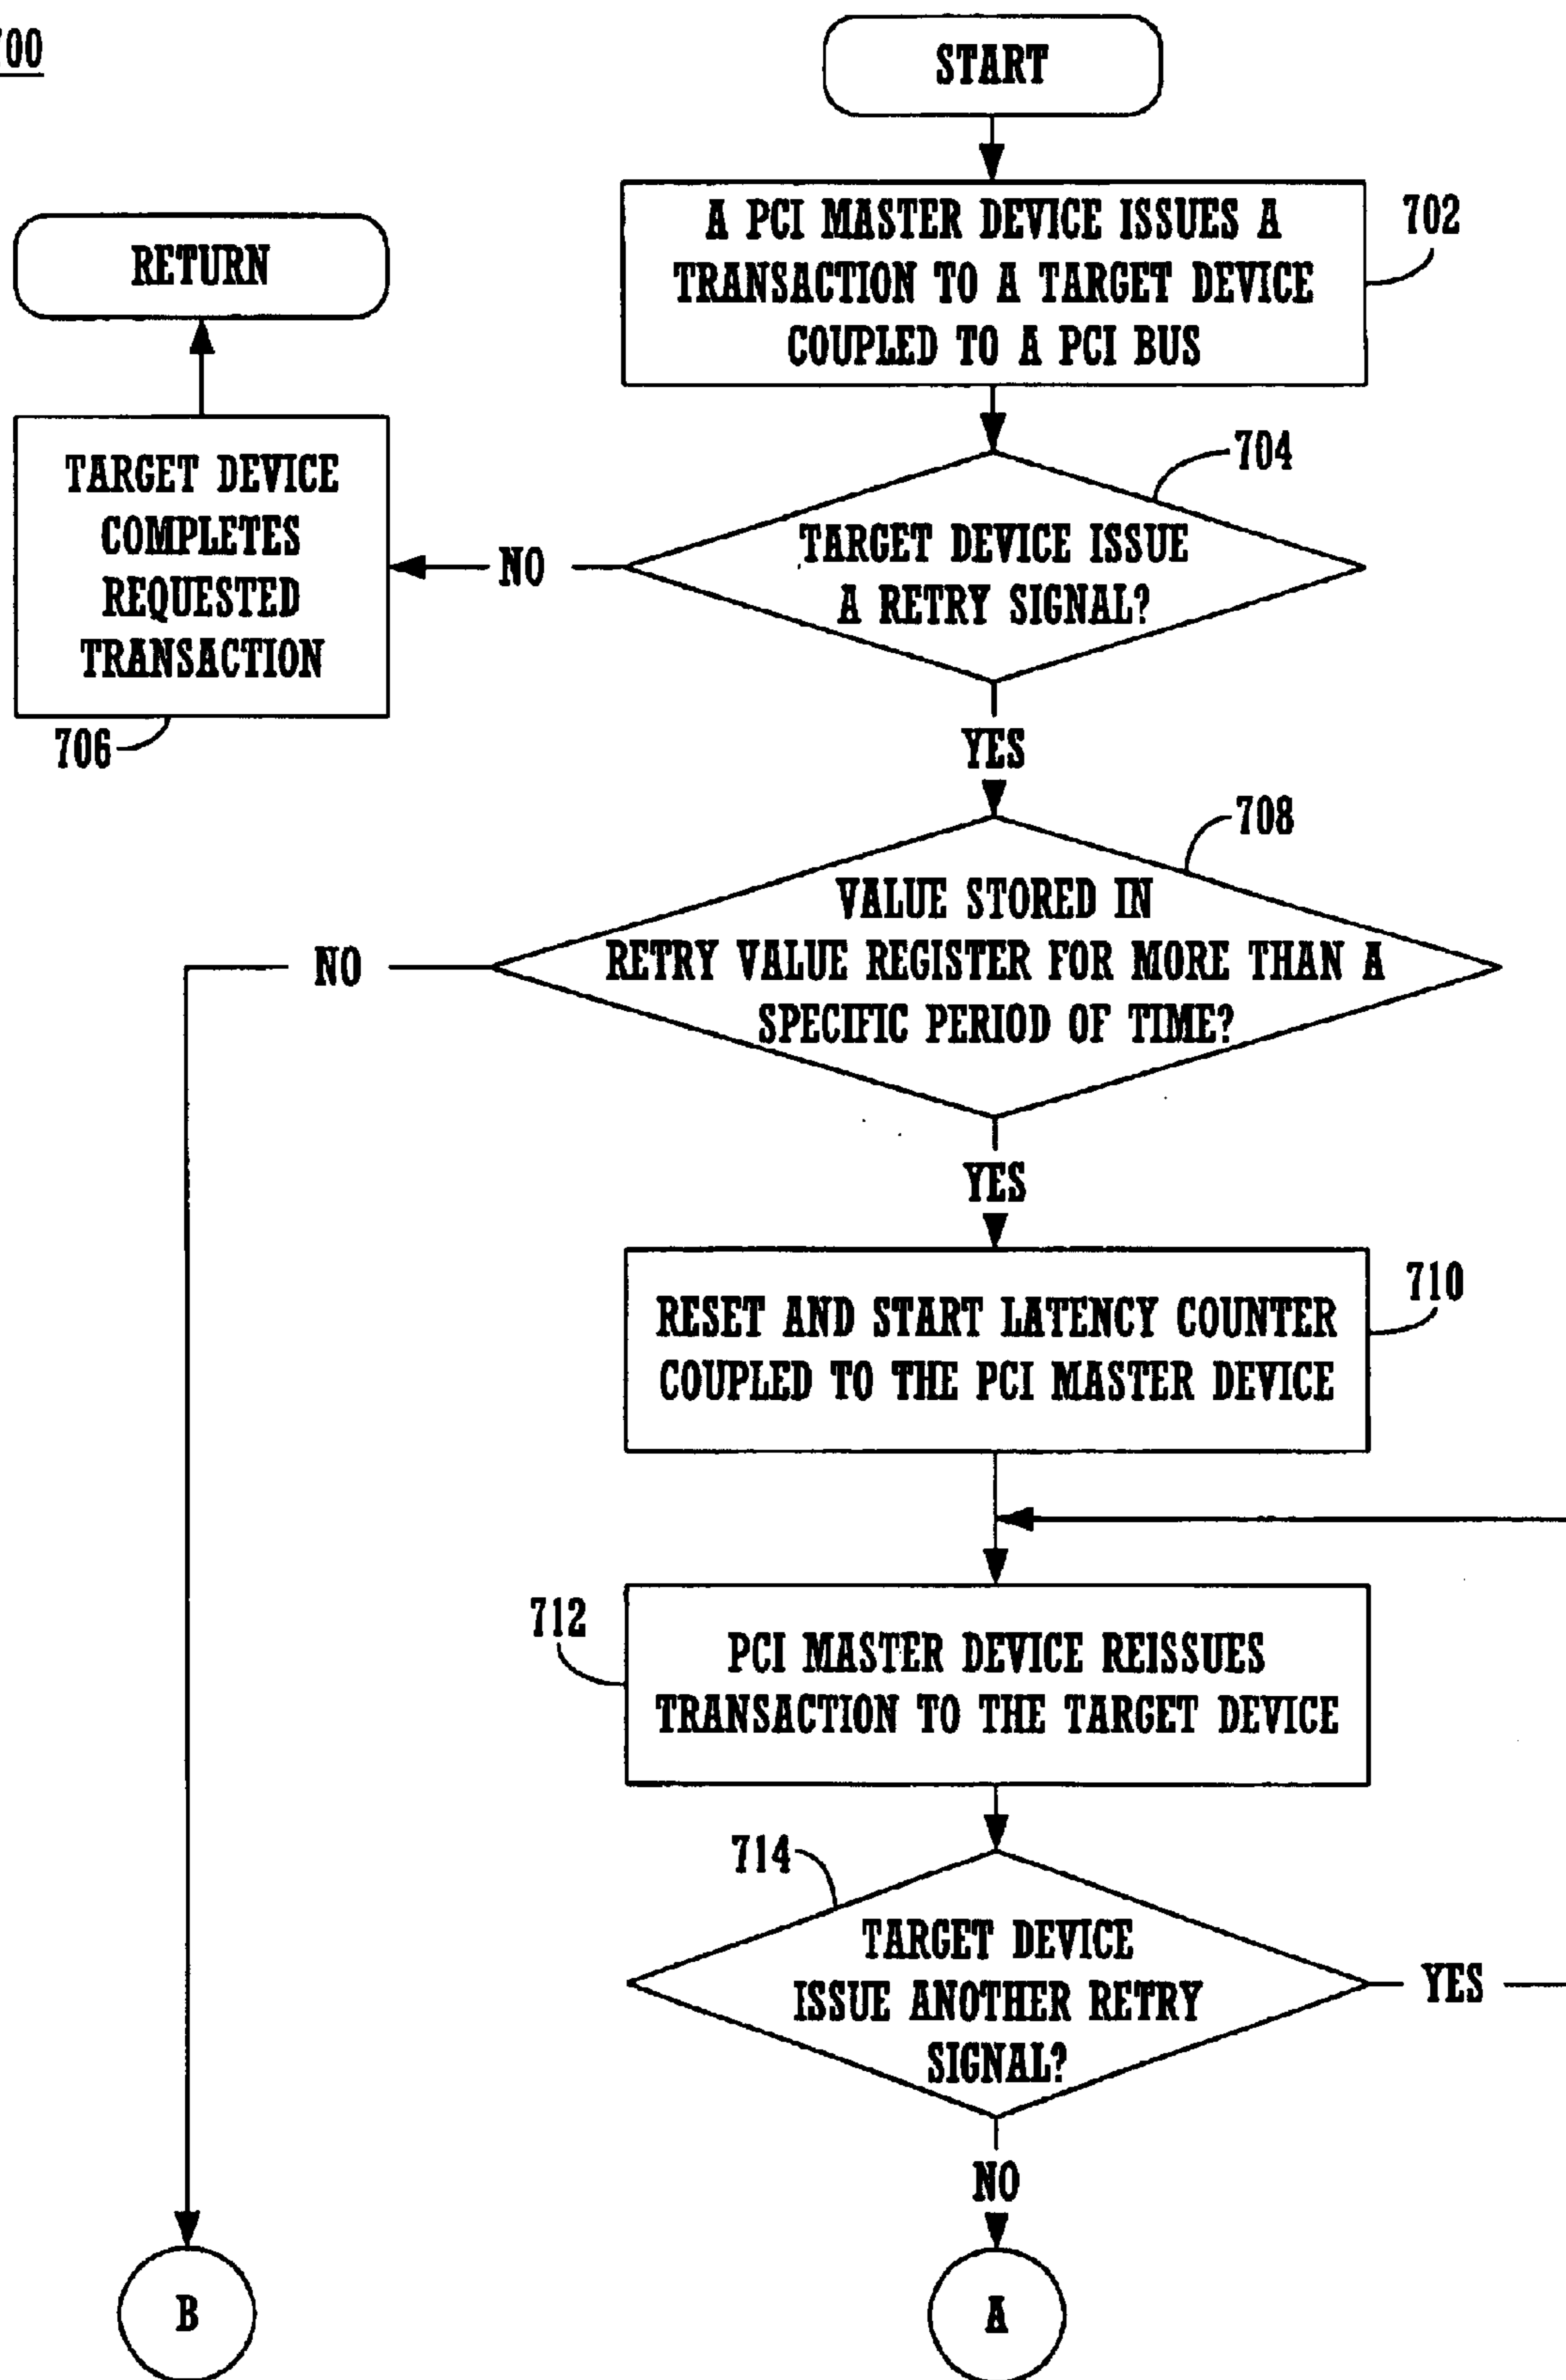 700
START
A PCI MASTER DEVICE ISSUES A
TRANSACTION TO A TARGET DEVICE
COUPLED TO A PCI BUS
702
RETURN
TARGET DEVICE
COMPLETES
REQUESTED
TRANSACTION
706
704
TARGET DEVICE ISSUE
A RETRY SIGNAL?
NO
YES
708
VALUE STORED IN
RETRY VALUE REGISTER FOR MORE THAN A
SPECIFIC PERIOD OF TIME?
NO
YES
RESET AND START LATENCY COUNTER
COUPLED TO THE PCI MASTER DEVICE
710
712
PCI MASTER DEVICE REISSUES
TRANSACTION TO THE TARGET DEVICE
714
TARGET DEVICE
ISSUE ANOTHER RETRY
SIGNAL?
YES
NO
B
A